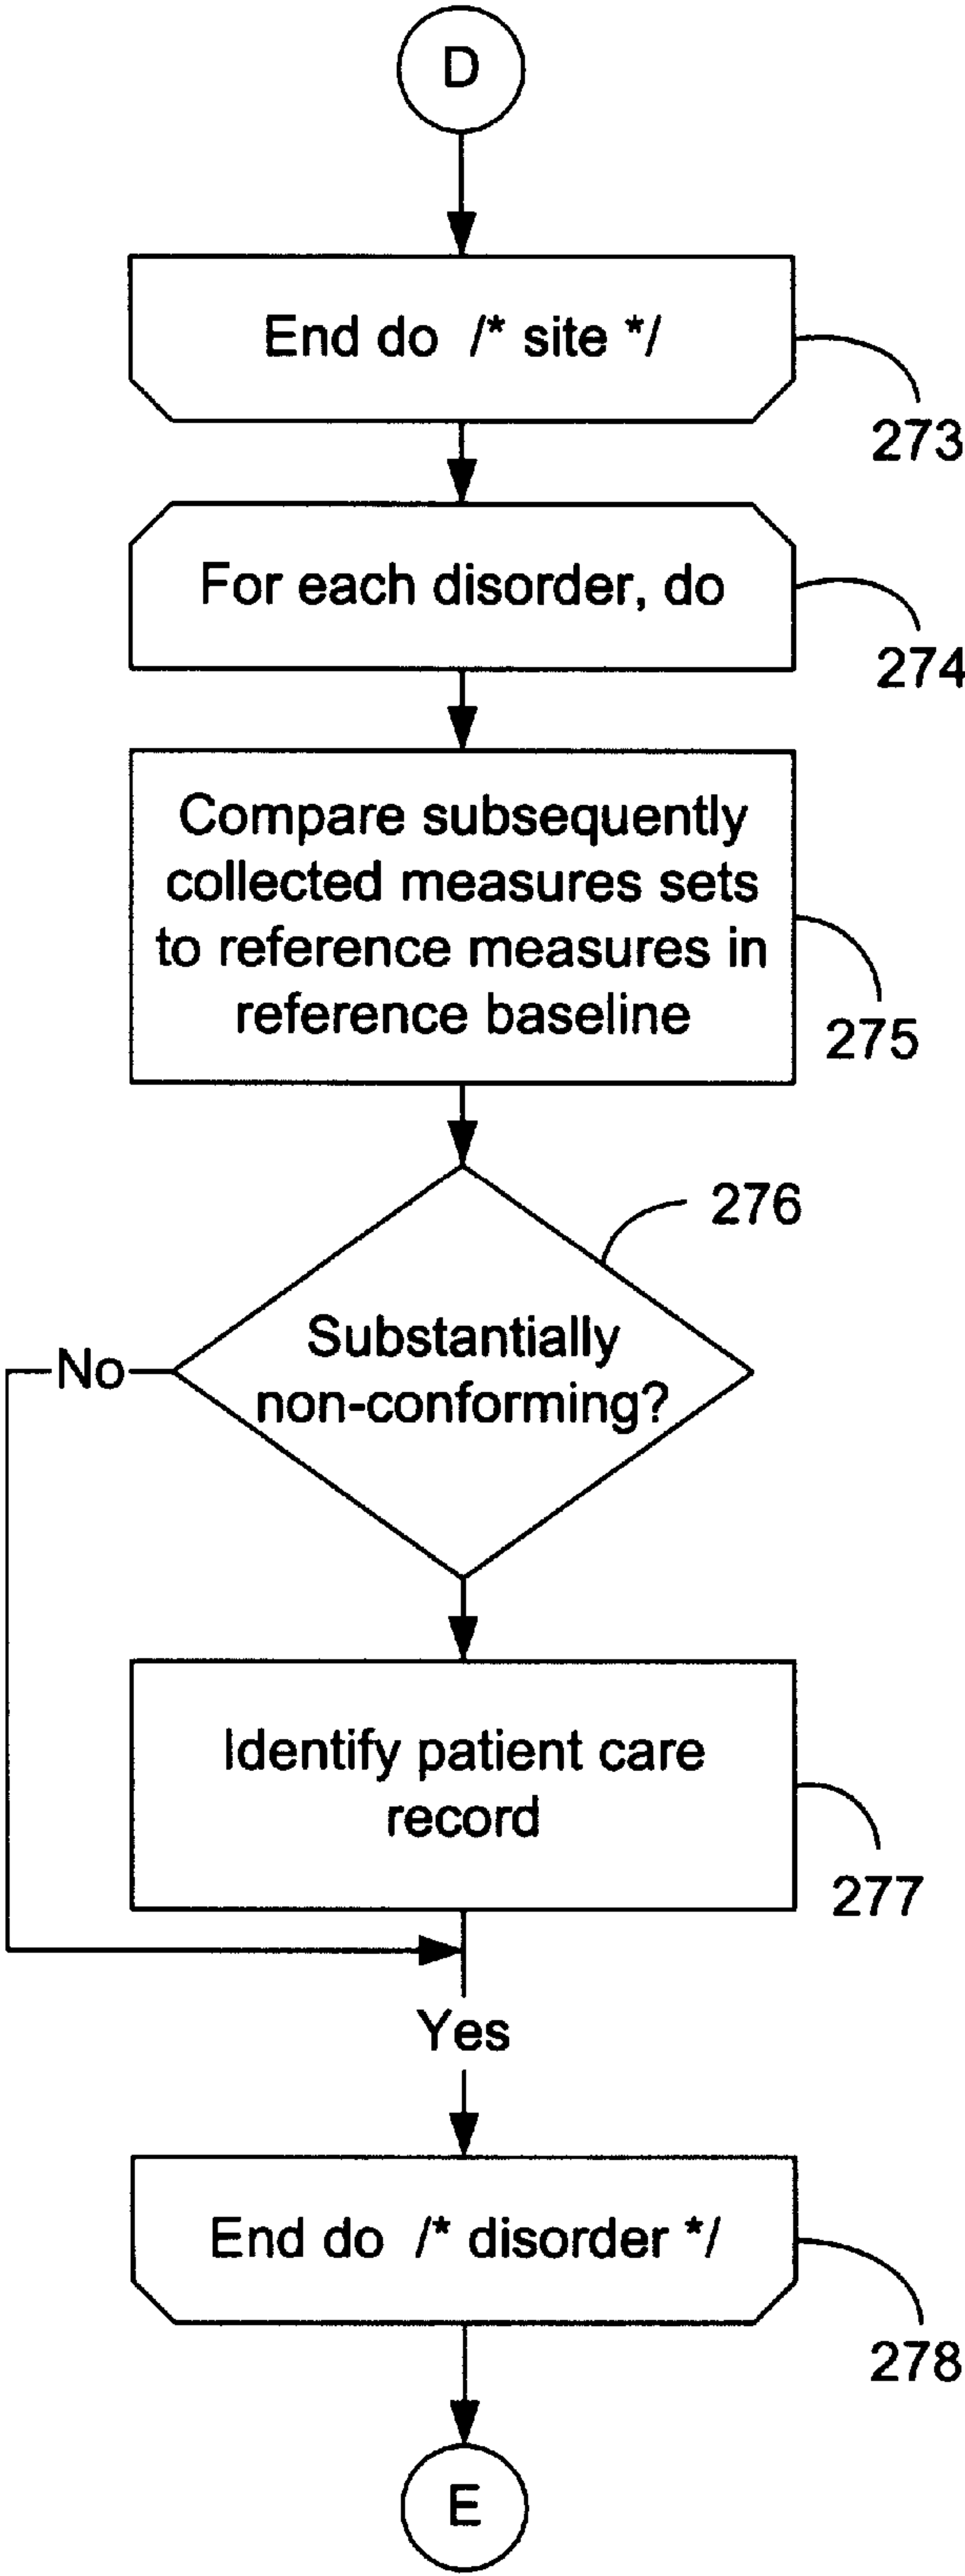 D
End do /* site */
273
For each disorder, do
274
Compare subsequently
collected measures sets
to reference measures in
reference baseline
275
276
Substantially
non-conforming?
No
Identify patient care
record
277
Yes
End do /* disorder */
278
E